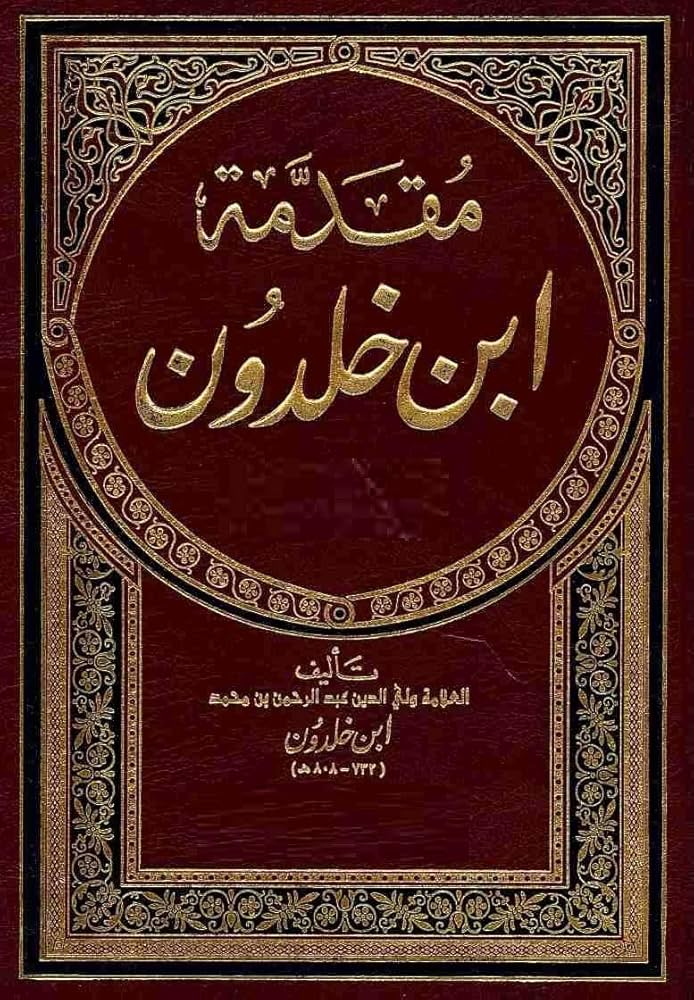 مُقَدَّمَة
ابن خلدُون
تأليف
العلامة ولي الدين عبد الرحمن بن محمد
ابن خلدُون
(٧٣٢ - ٨٠٨ هـ)